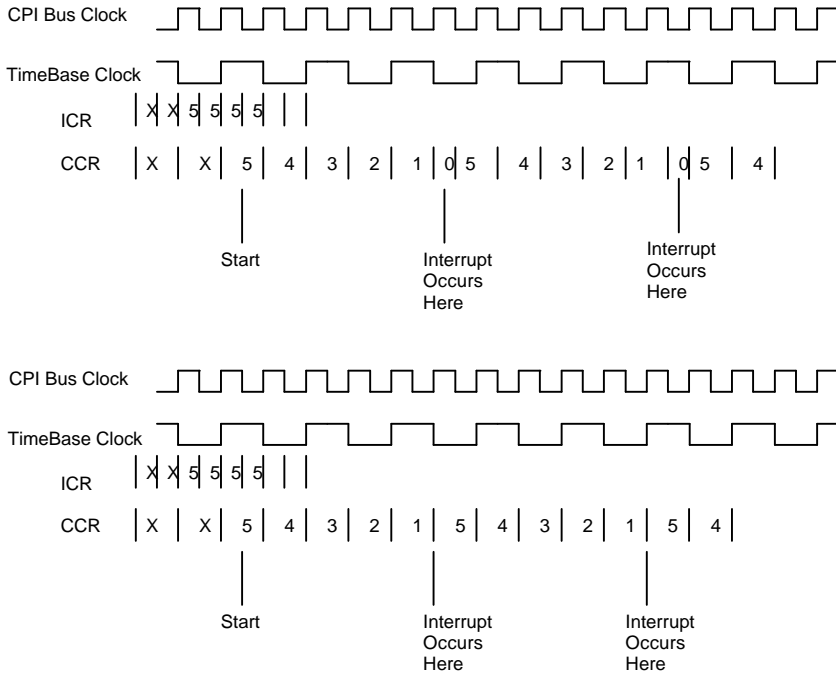 CPI Bus Clock
TimeBase Clock
ICR X X 5 5 5 5
CCR X X 5 4 3 2 1 0 5 4 3 2 1 0 5 4
Start
Interrupt
Occurs
Here
Interrupt
Occurs
Here
CPI Bus Clock
TimeBase Clock
ICR X X 5 5 5 5
CCR X X 5 4 3 2 1 5 4 3 2 1 5 4
Start
Interrupt
Occurs
Here
Interrupt
Occurs
Here